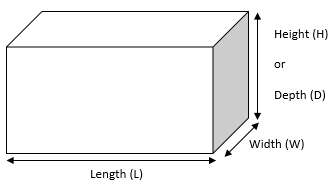 Height (H)
or
Depth (D)
Width (W)
Length (L)